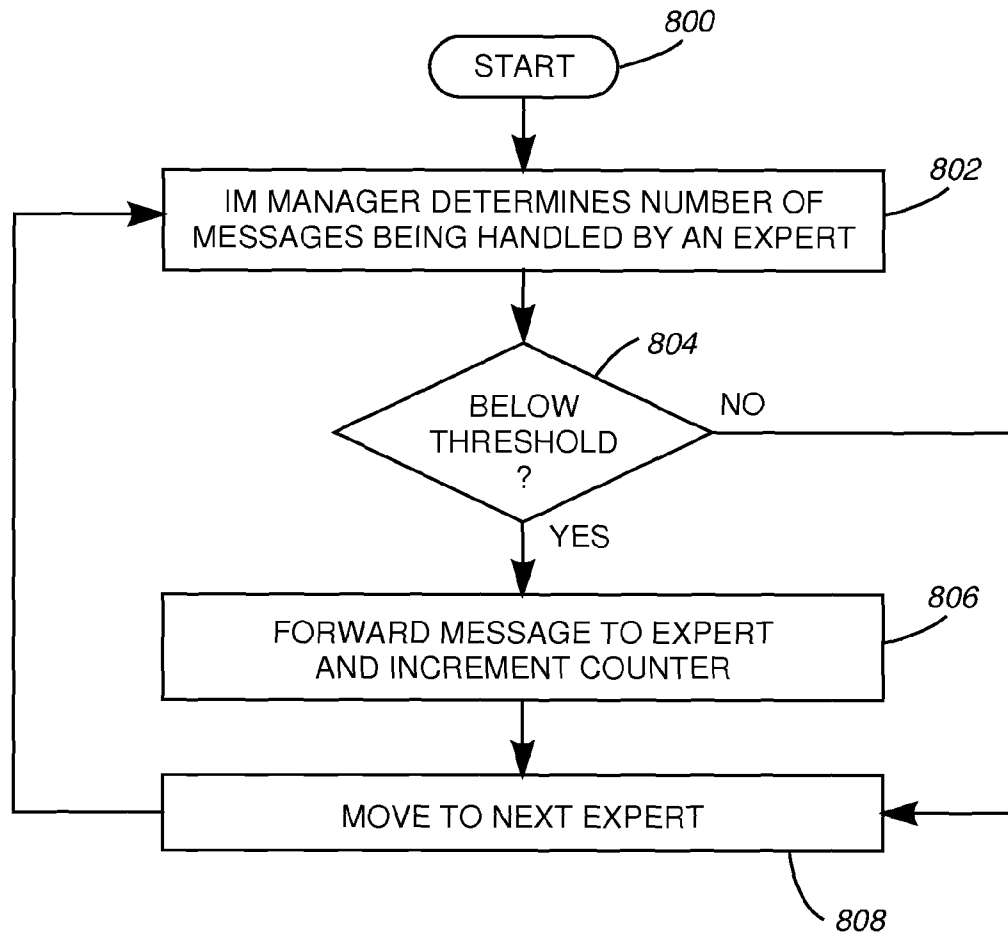 800
START
802
IM MANAGER DETERMINES NUMBER OF
MESSAGES BEING HANDLED BY AN EXPERT
804
BELOW
THRESHOLD
?
NO
YES
806
FORWARD MESSAGE TO EXPERT
AND INCREMENT COUNTER
MOVE TO NEXT EXPERT
808